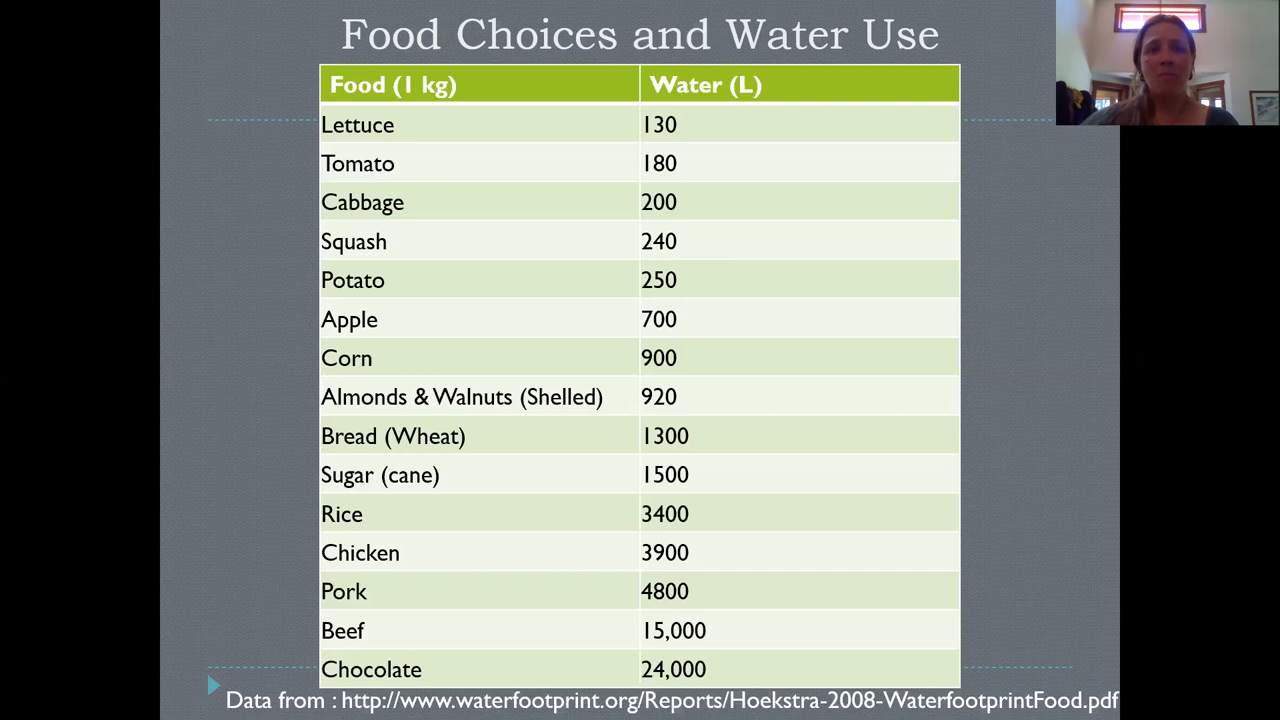 Food Choices and Water Use
Food (1 kg) Water (L)
Lettuce 130
Tomato 180
Cabbage 200
Squash 240
Potato 250
Apple 700
Corn 900
Almonds & Walnuts (Shelled) 920
Bread (Wheat) 1300
Sugar (cane) 1500
Rice 3400
Chicken 3900
Pork 4800
Beef 15,000
Chocolate 24,000
Data from : http://www.waterfootprint.org/Reports/Hoekstra-2008-WaterfootprintFood.pdf